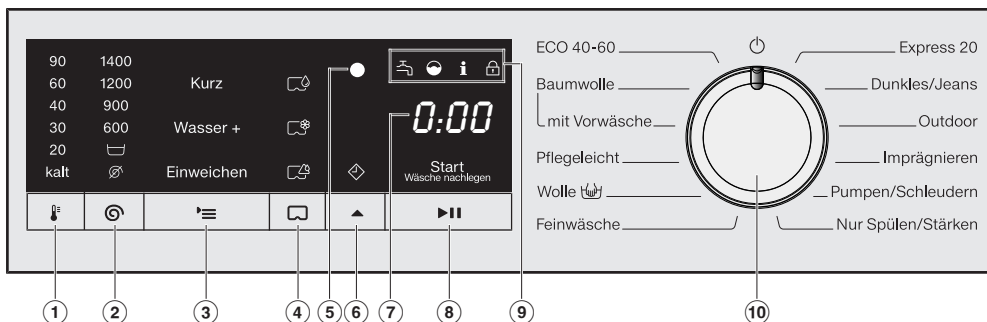 90 1400
60 1200 Kurz
40 900
30 600 Wasser +
20
kalt Einweichen
0:00
Start
Wäsche nachlegen
ECO 40-60
Baumwolle
mit Vorwäsche
Pflegeleicht
Wolle
Feinwäsche
Express 20
Dunkles/Jeans
Outdoor
Imprägnieren
Pumpen/Schleudern
Nur Spülen/Stärken
1 2 3 4 5 6 7 8 9 10